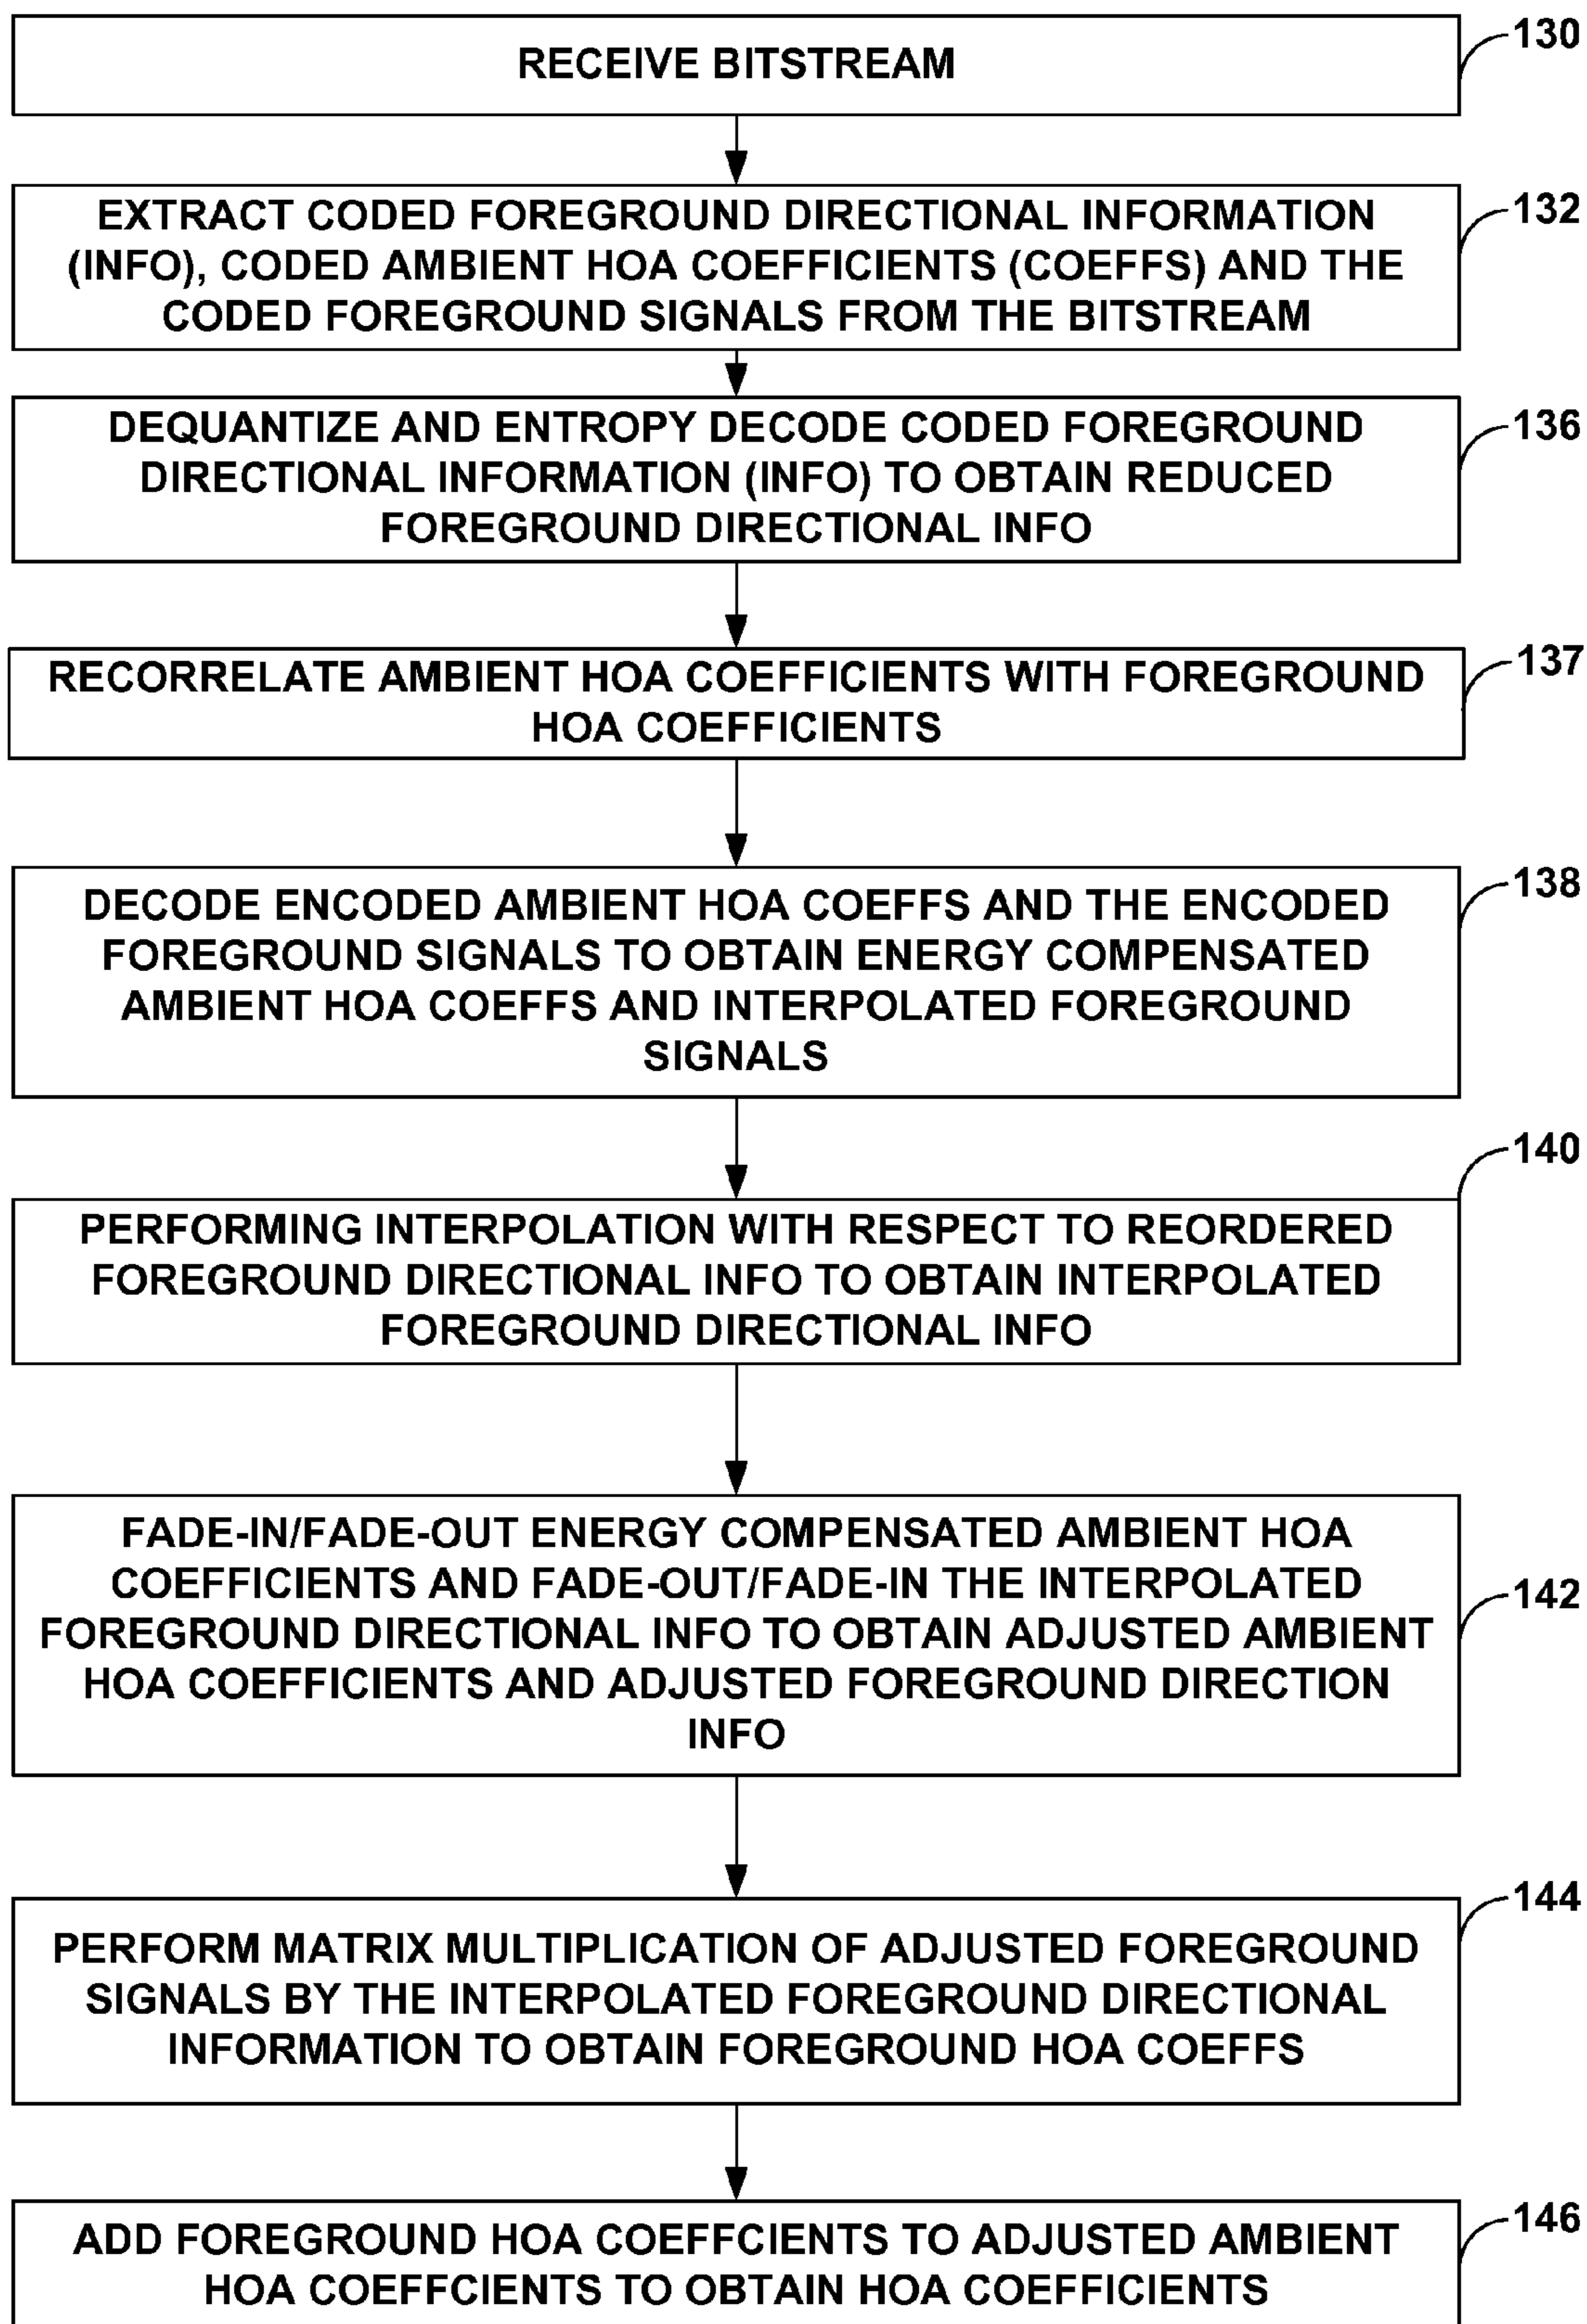 130
RECEIVE BITSTREAM
132
EXTRACT CODED FOREGROUND DIRECTIONAL INFORMATION
(INFO), CODED AMBIENT HOA COEFFICIENTS (COEFFS) AND THE
CODED FOREGROUND SIGNALS FROM THE BITSTREAM
136
DEQUANTIZE AND ENTROPY DECODE CODED FOREGROUND
DIRECTIONAL INFORMATION (INFO) TO OBTAIN REDUCED
FOREGROUND DIRECTIONAL INFO
137
RECORRELATE AMBIENT HOA COEFFICIENTS WITH FOREGROUND
HOA COEFFICIENTS
138
DECODE ENCODED AMBIENT HOA COEFFS AND THE ENCODED
FOREGROUND SIGNALS TO OBTAIN ENERGY COMPENSATED
AMBIENT HOA COEFFS AND INTERPOLATED FOREGROUND
SIGNALS
140
PERFORMING INTERPOLATION WITH RESPECT TO REORDERED
FOREGROUND DIRECTIONAL INFO TO OBTAIN INTERPOLATED
FOREGROUND DIRECTIONAL INFO
142
FADE-IN/FADE-OUT ENERGY COMPENSATED AMBIENT HOA
COEFFICIENTS AND FADE-OUT/FADE-IN THE INTERPOLATED
FOREGROUND DIRECTIONAL INFO TO OBTAIN ADJUSTED AMBIENT
HOA COEFFICIENTS AND ADJUSTED FOREGROUND DIRECTION
INFO
144
PERFORM MATRIX MULTIPLICATION OF ADJUSTED FOREGROUND
SIGNALS BY THE INTERPOLATED FOREGROUND DIRECTIONAL
INFORMATION TO OBTAIN FOREGROUND HOA COEFFS
146
ADD FOREGROUND HOA COEFFCIENTS TO ADJUSTED AMBIENT
HOA COEFFCIENTS TO OBTAIN HOA COEFFICIENTS